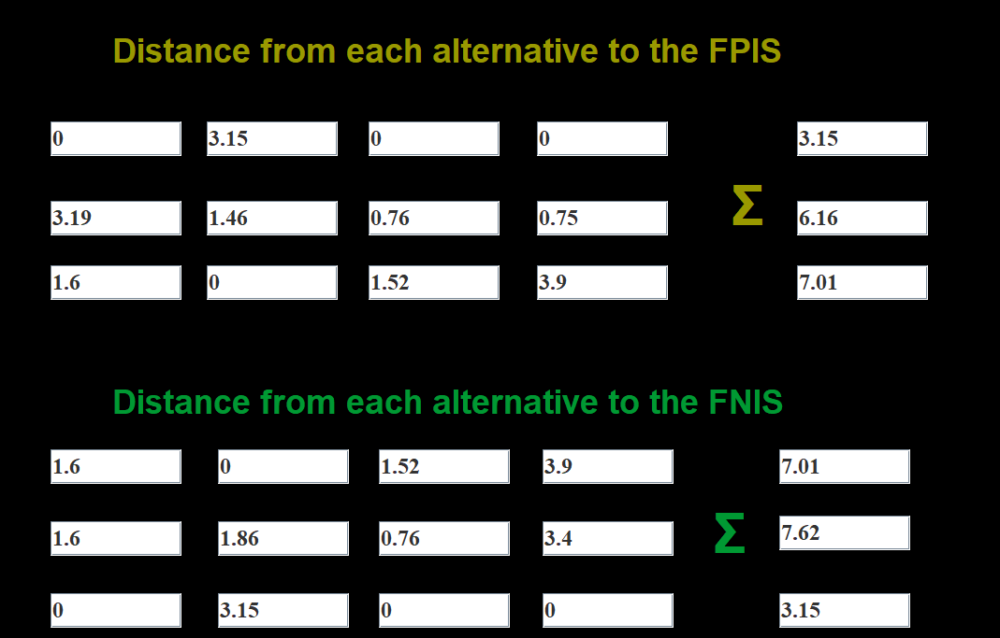 Distance from each alternative to the FPIS
0 3.15 0 0 3.15
3.19 1.46 0.76 0.75 Σ 6.16
1.6 0 1.52 3.9 7.01
Distance from each alternative to the FNIS
1.6 0 1.52 3.9 7.01
1.6 1.86 0.76 3.4 Σ 7.62
0 3.15 0 0 3.15